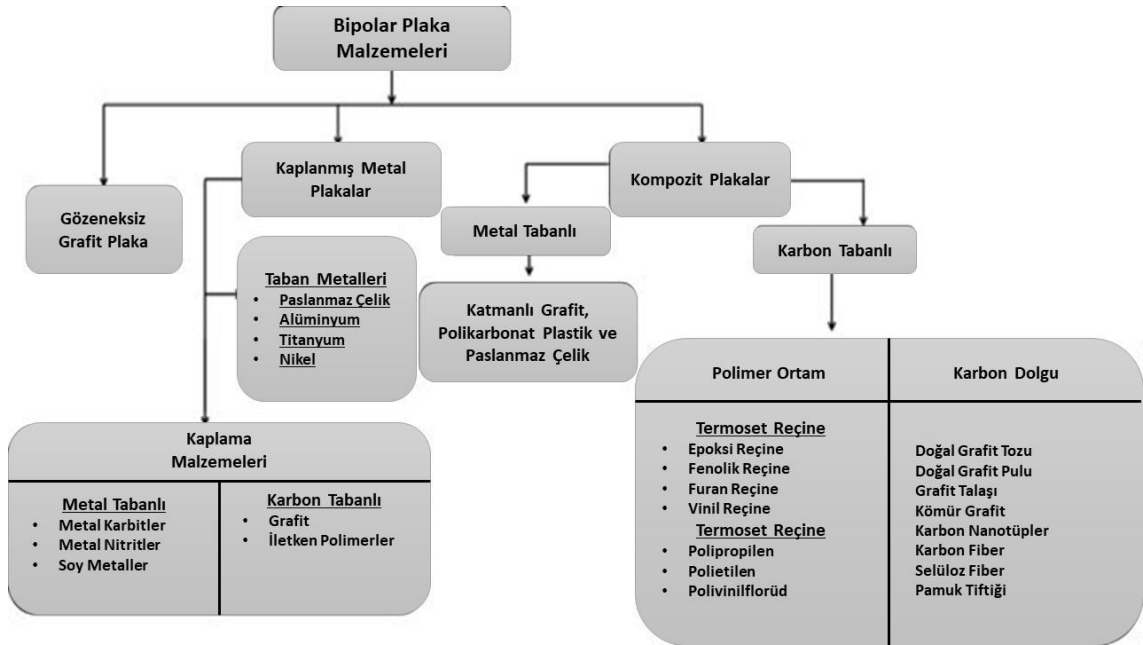 Bipolar Plaka
Malzemeleri
Gözeneksiz
Grafit Plaka
Kaplanmış Metal
Plakalar
Taban Metalleri
• Paslanmaz Çelik
• Alüminyum
• Titanyum
• Nikel
Kaplama
Malzemeleri
Metal Tabanlı
• Metal Karbitler
• Metal Nitritler
• Soy Metaller
Karbon Tabanlı
• Grafit
• İletken Polimerler
Kompozit Plakalar
Metal Tabanlı
Katmanlı Grafit,
Polikarbonat Plastik ve
Paslanmaz Çelik
Karbon Tabanlı
Polimer Ortam
Termoset Reçine
• Epoksi Reçine
• Fenolik Reçine
• Furan Reçine
• Vinil Reçine
Termoset Reçine
• Polipropilen
• Polietilen
• Polivinilflorüd
Karbon Dolgu
Doğal Grafit Tozu
Doğal Grafit Pulu
Grafit Talaşı
Kömür Grafit
Karbon Nanotüpler
Karbon Fiber
Selüloz Fiber
Pamuk Tiftiği